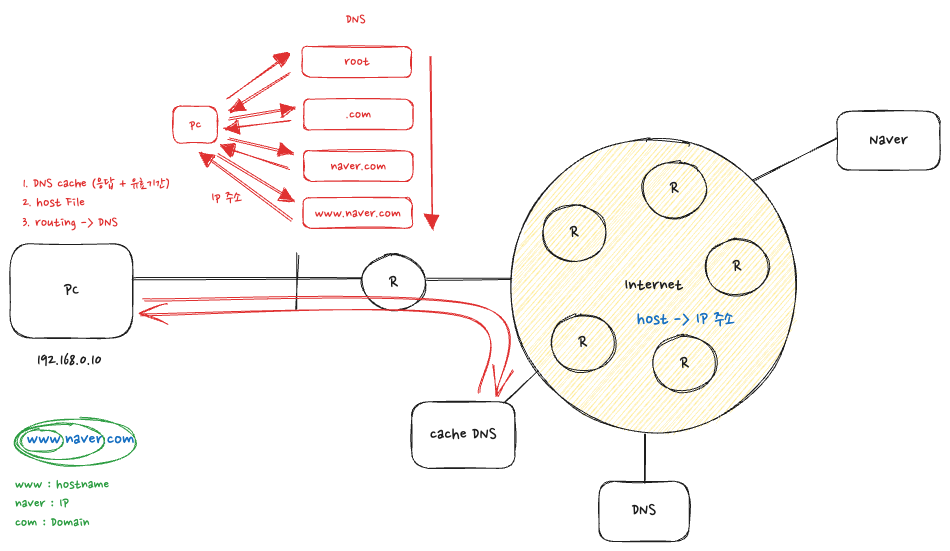 DNS
root
.com
naver.com
www.naver.com
PC
IP 주소
1. DNS cache (응답 + 유효기간)
2. host File
3. routing -> DNS
PC
192.168.0.10
R
Naver
R
R
R
Internet
host -> IP 주소
R
R
cache DNS
DNS
www.naver.com
www : hostname
naver : IP
com : Domain